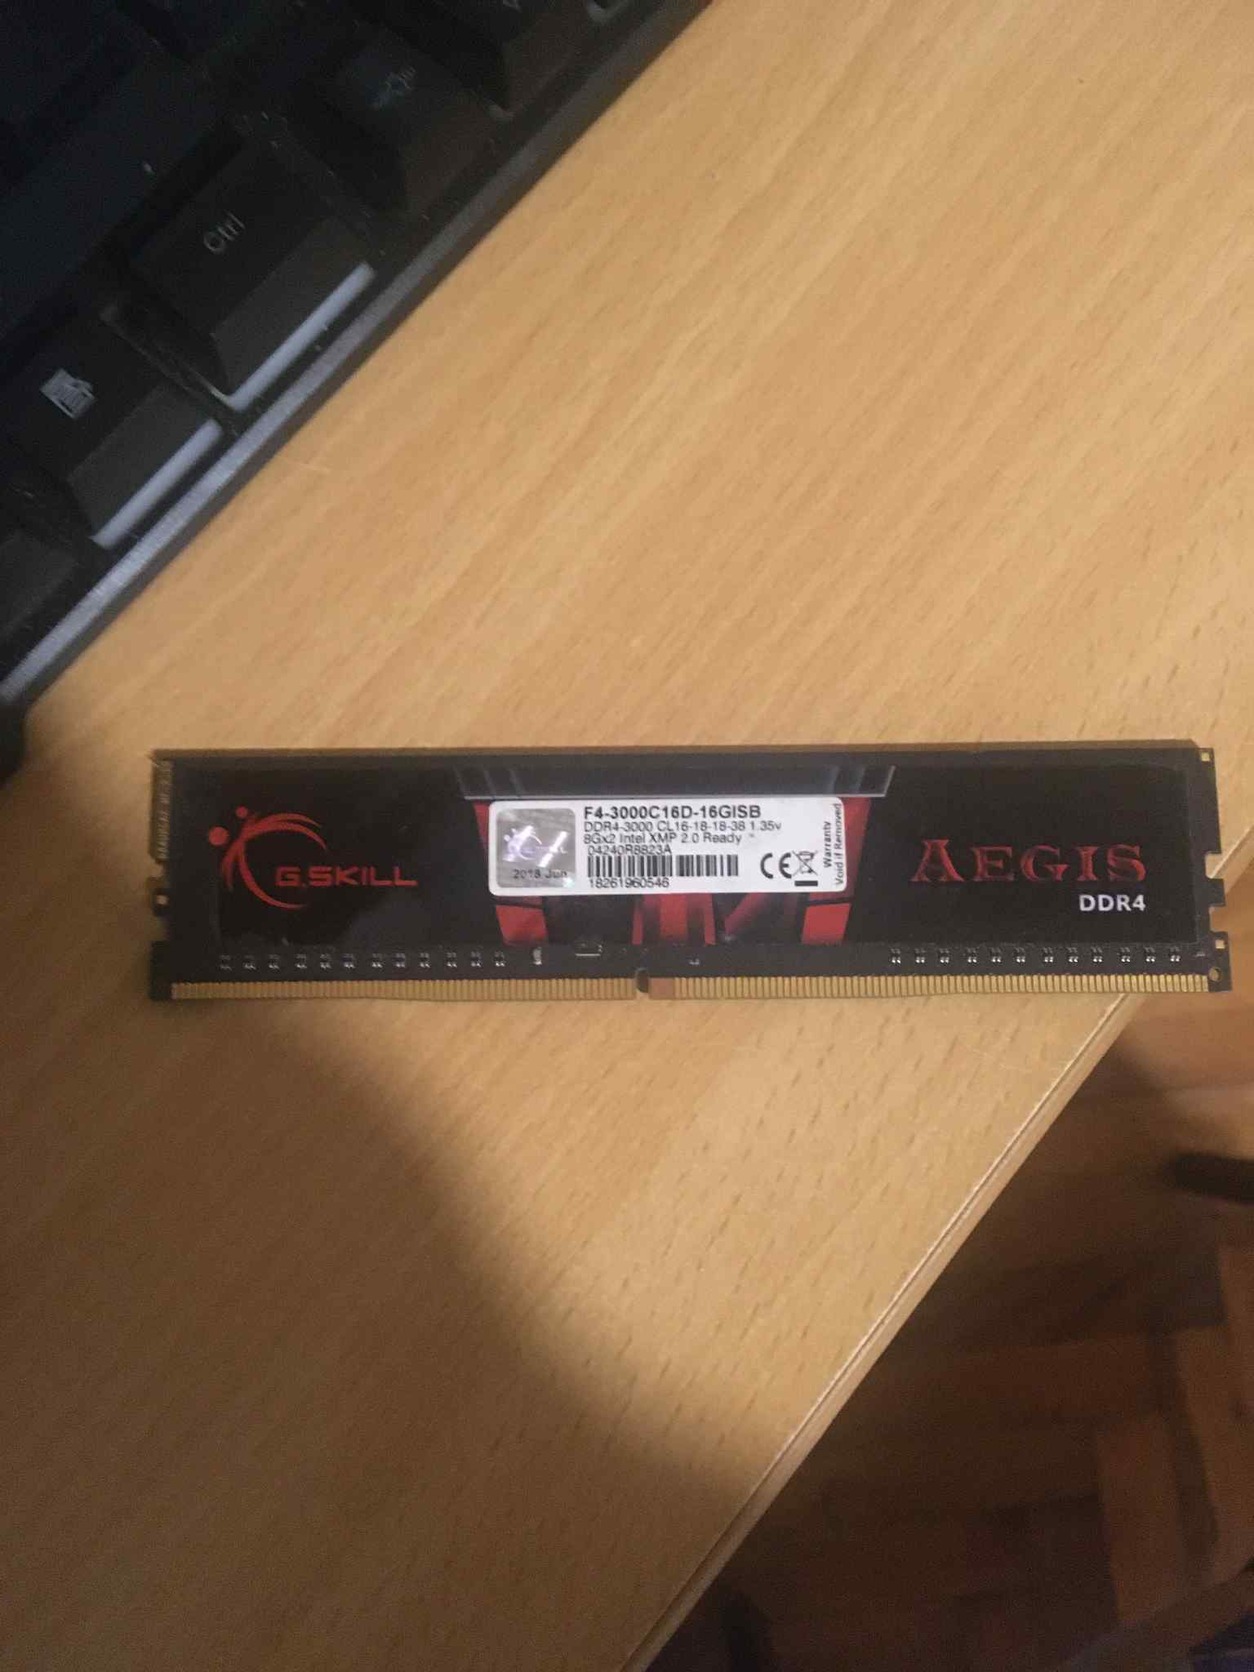 Ctrl
G.SKILL
F4-3000C16D-16GISB
DDR4-3000 CL16-18-18-38 1.35v
8Gx2 Intel XMP 2.0 Ready
04240R8823A
2018 Jun
18261960546
CE
Warranty
Void if Removed
AEGIS
DDR4